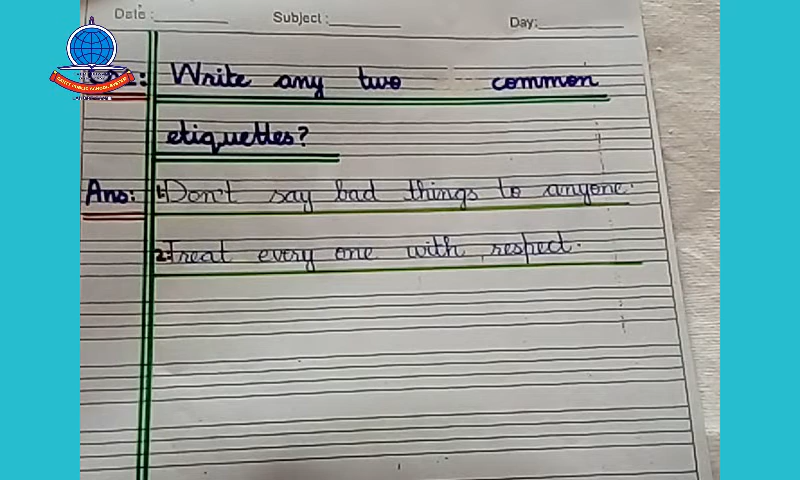 Date :
Subject :
Day:
Write any two common
etiquettes?
Ans: 1. Don't say bad things to anyone.
2. Treat every one with respect.